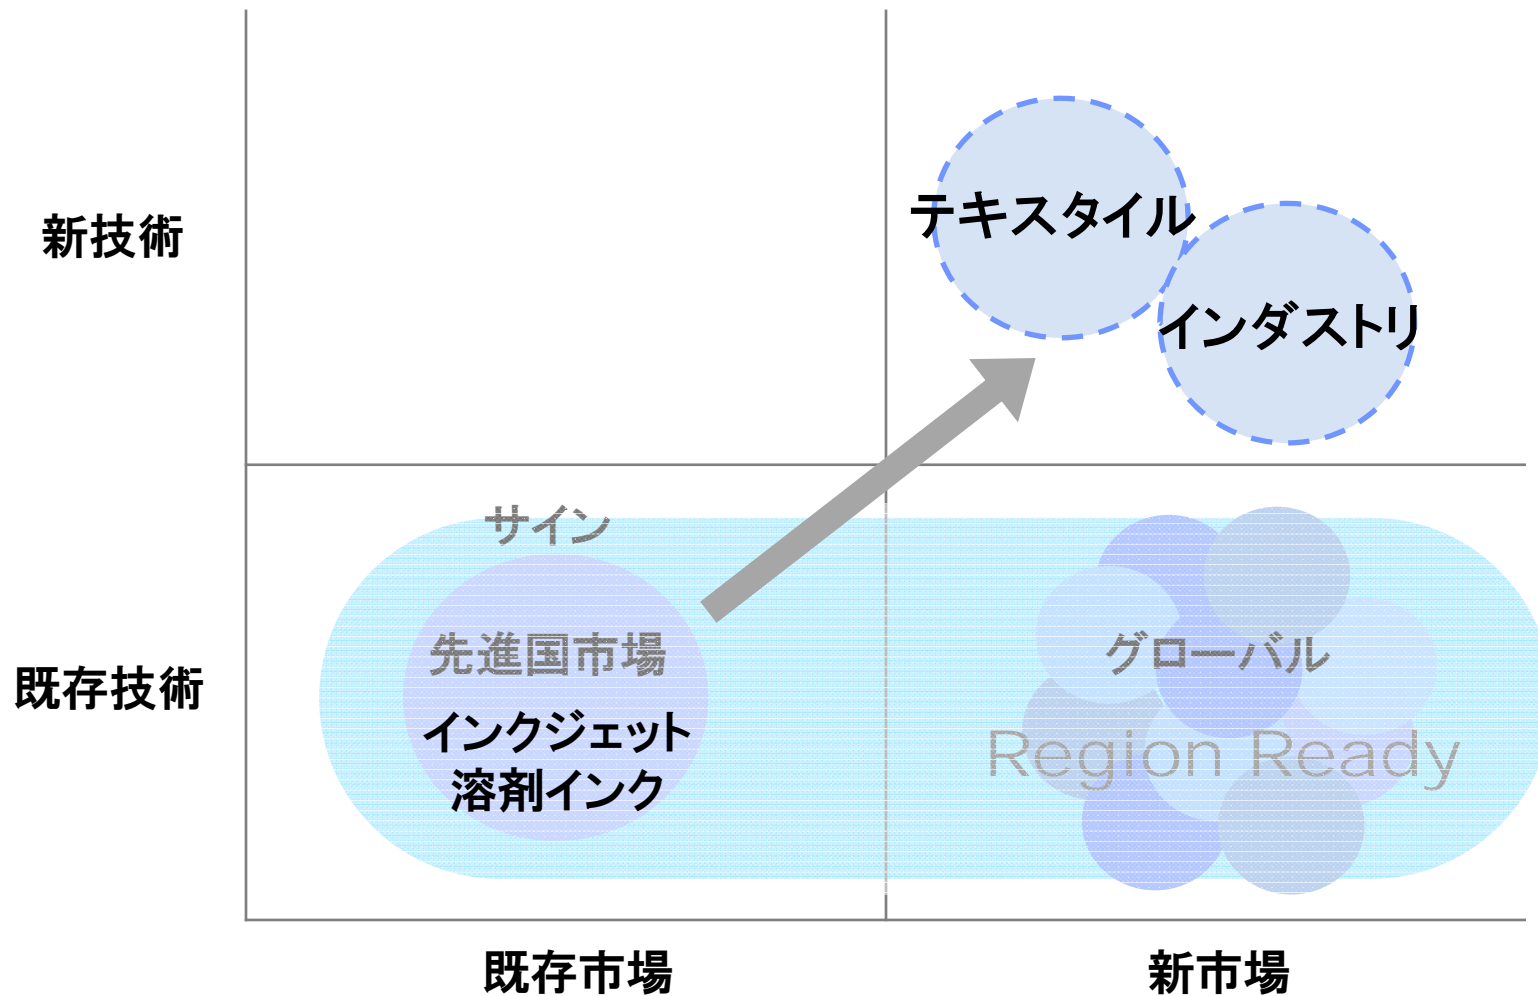 テキスタイル
新技術
インダストリ
サイン
先進国市場
グローバル
既存技術
インクジェット
Region Ready
溶剤インク
既存市場
新市場